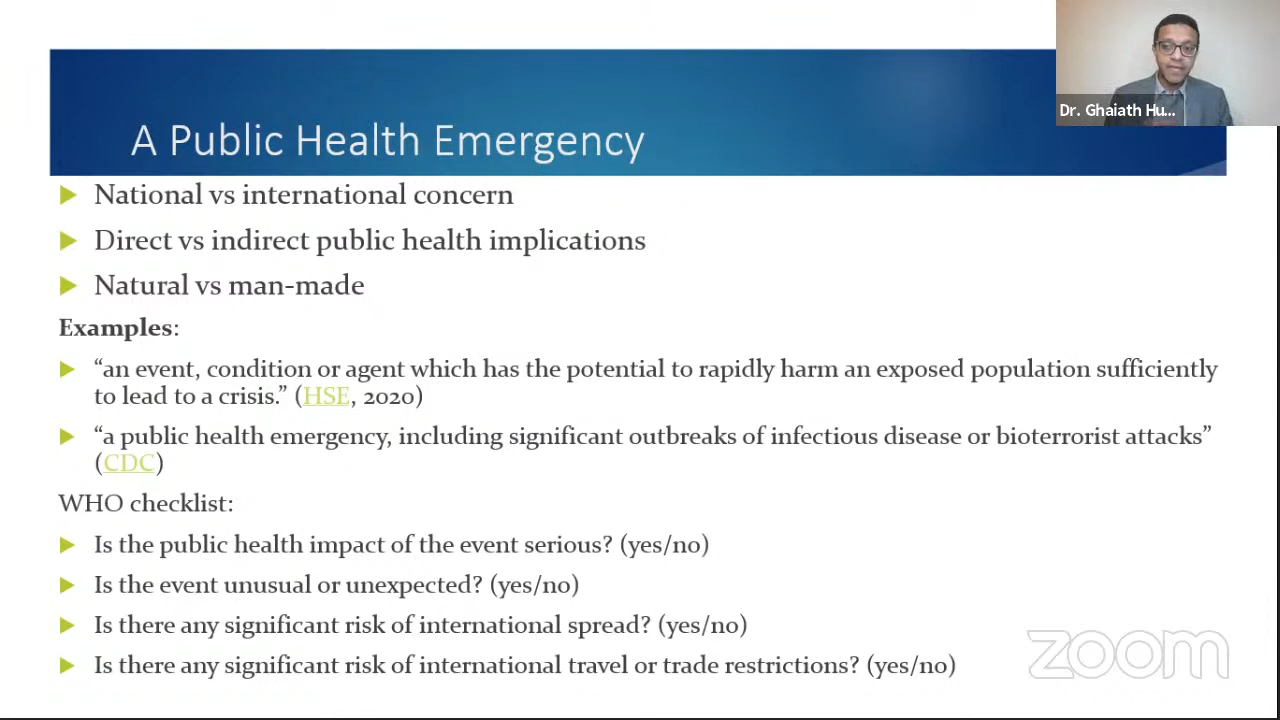 Dr. Ghaiath Hu...
A Public Health Emergency
National vs international concern
Direct vs indirect public health implications
Natural vs man-made
Examples:
“an event, condition or agent which has the potential to rapidly harm an exposed population sufficiently
to lead to a crisis.” (HSE, 2020)
“a public health emergency, including significant outbreaks of infectious disease or bioterrorist attacks”
(CDC)
WHO checklist:
Is the public health impact of the event serious? (yes/no)
Is the event unusual or unexpected? (yes/no)
Is there any significant risk of international spread? (yes/no)
Is there any significant risk of international travel or trade restrictions? (yes/no)
zoom